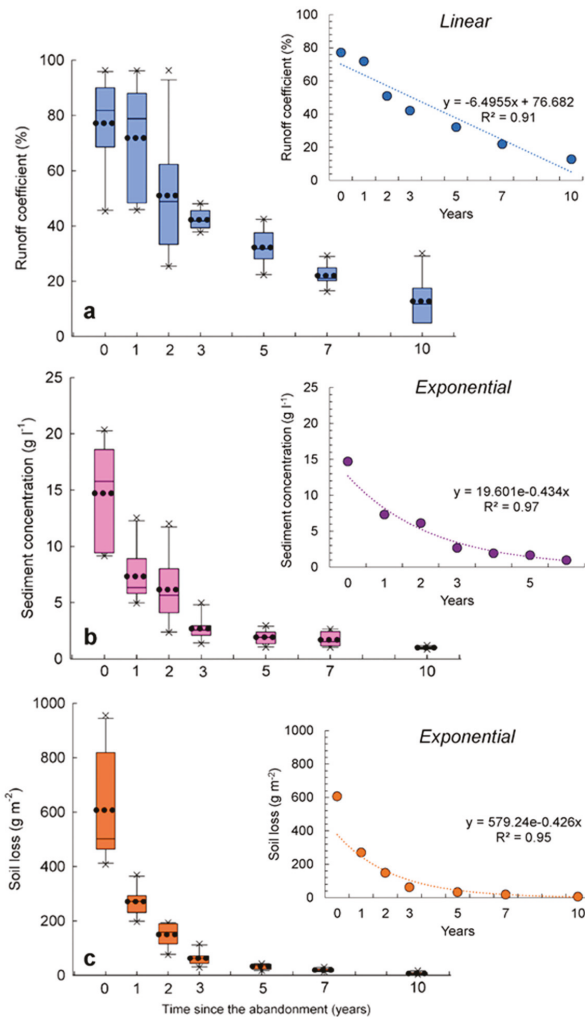 Linear
Runoff coefficient (%)
100
80
60
40
20
0
0 1 2 3 5 7 10
a
Runoff coefficient (%)
100
80
60
40
20
0
y = -6.4955x + 76.682
R² = 0.91
0 1 2 3 5 7 10
Years
Exponential
Sediment concentration (g l-1)
25
20
15
10
5
0
0 1 2 3 5 7 10
b
Sediment concentration (g l-1)
25
20
15
10
5
0
y = 19.601e-0.434x
R² = 0.97
0 1 2 3 4 5
Years
Exponential
Soil loss (g m-2)
1000
800
600
400
200
0
0 1 2 3 5 7 10
c
Time since the abandonment (years)
Soil loss (g m-2)
1000
800
600
400
200
0
y = 579.24e-0.426x
R² = 0.95
0 1 2 3 5 7 10
Years